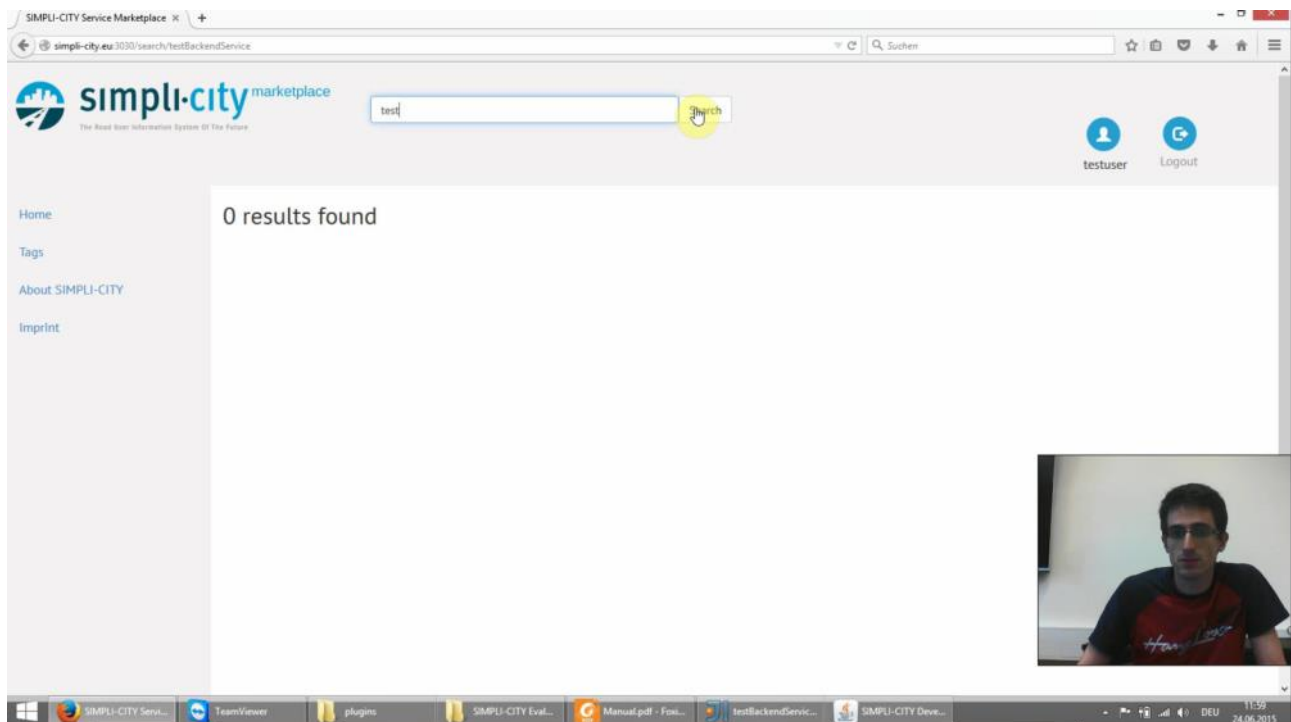 SIMPLI-CITY Service Marketplace
simpli-city.eu:3030/search/testBackendService
Suchen
simpli·city marketplace
The Road User Information System Of The Future
test
Search
testuser
Logout
Home
Tags
About SIMPLI-CITY
Imprint
0 results found
SIMPLI-CITY Servi...
TeamViewer
plugins
SIMPLI-CITY Eval...
Manual.pdf - Foxi...
testBackendServic...
SIMPLI-CITY Deve...
DEU
11:59
24.06.2015